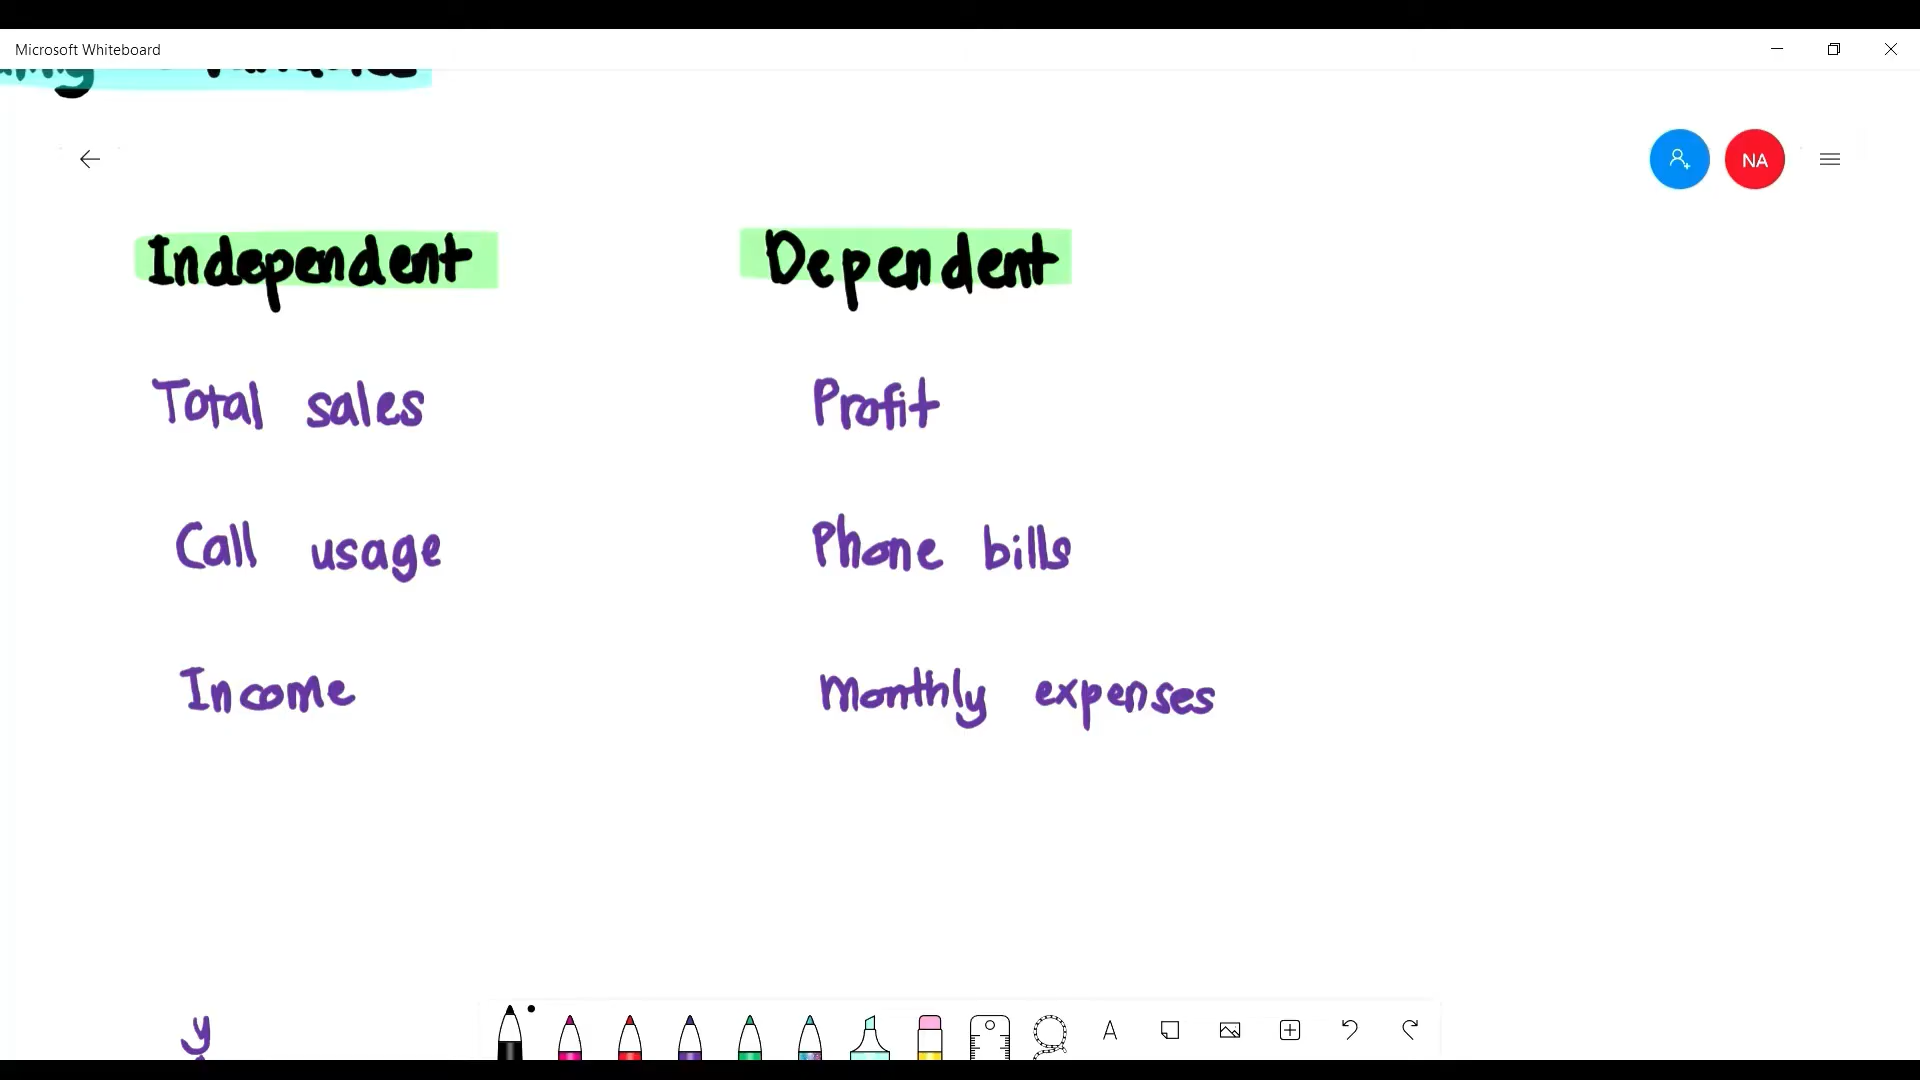 Microsoft Whiteboard
NA
Independent Dependent
Total sales Profit
Call usage Phone bills
Income Monthly expenses
y